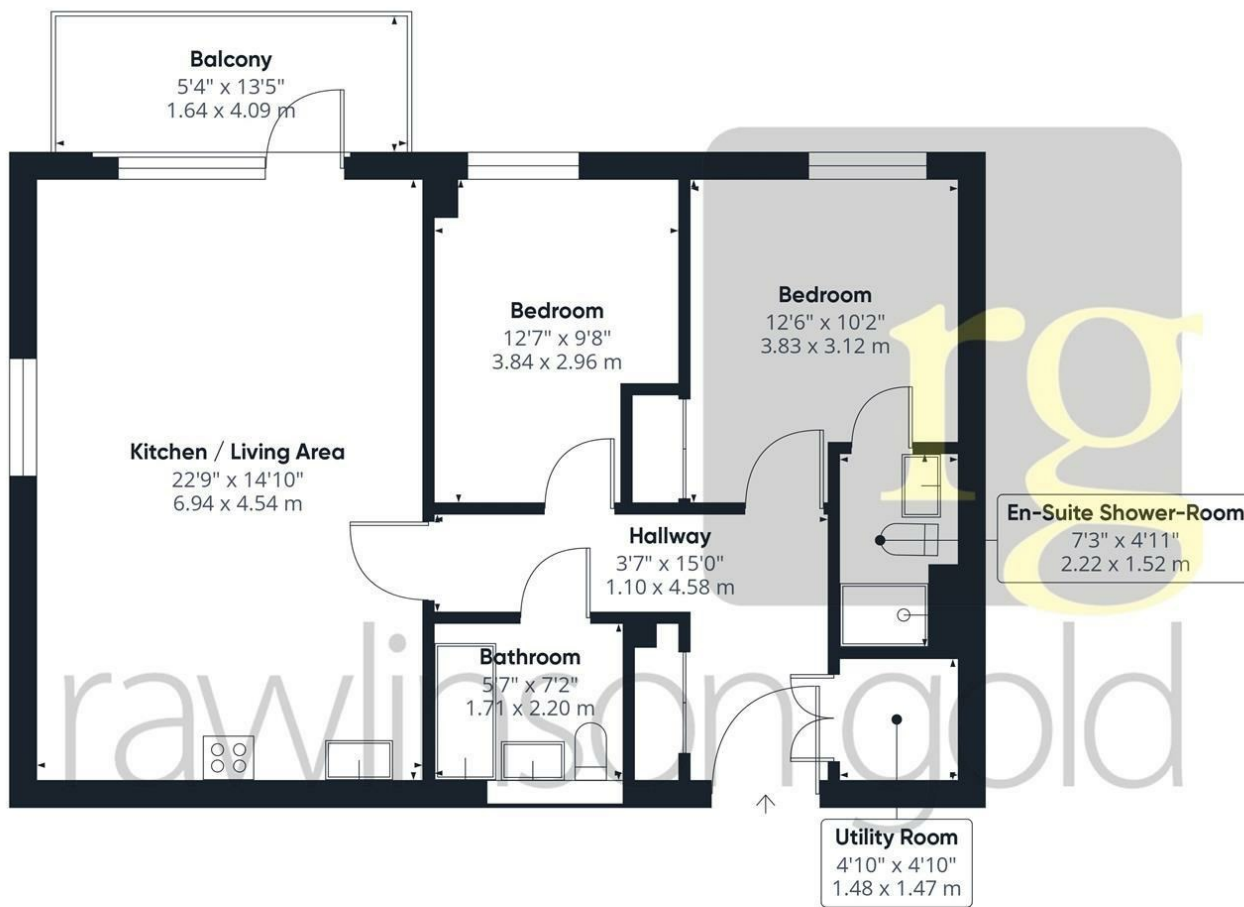 Balcony
5'4" x 13'5"
1.64 x 4.09 m
Bedroom
12'7" x 9'8"
3.84 x 2.96 m
Bedroom
12'6" x 10'2"
3.83 x 3.12 m
rg
Kitchen / Living Area
22'9" x 14'10"
6.94 x 4.54 m
Hallway
3'7" x 15'0"
1.10 x 4.58 m
En-Suite Shower-Room
7'3" x 4'11"
2.22 x 1.52 m
Bathroom
5'7" x 7'2"
1.71 x 2.20 m
rawlinson gold
Utility Room
4'10" x 4'10"
1.48 x 1.47 m